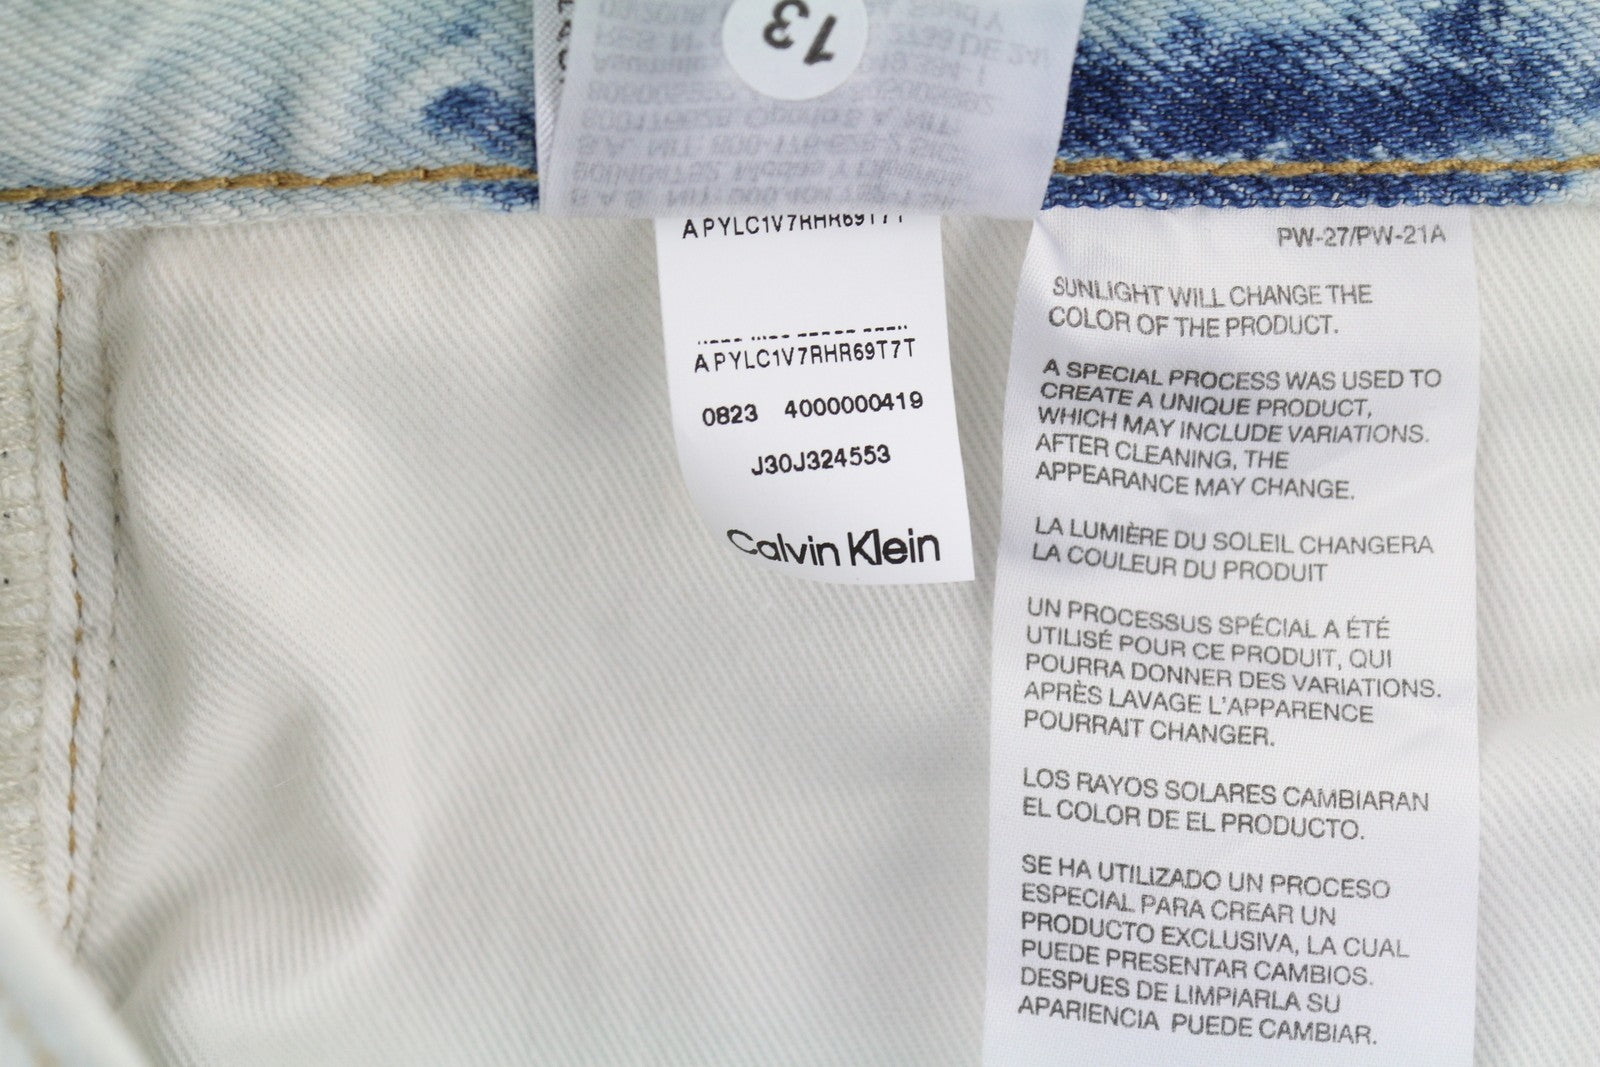 13
PW-27/PW-21A
APYLC1V7RHR69T7T
APYLC1V7RHR69T7T
0823 4000000419
J30J324553
Calvin Klein
SUNLIGHT WILL CHANGE THE
COLOR OF THE PRODUCT.
A SPECIAL PROCESS WAS USED TO
CREATE A UNIQUE PRODUCT,
WHICH MAY INCLUDE VARIATIONS.
AFTER CLEANING, THE
APPEARANCE MAY CHANGE.
LA LUMIÈRE DU SOLEIL CHANGERA
LA COULEUR DU PRODUIT
UN PROCESSUS SPÉCIAL A ÉTÉ
UTILISÉ POUR CE PRODUIT, QUI
POURRA DONNER DES VARIATIONS.
APRÈS LAVAGE L'APPARENCE
POURRAIT CHANGER.
LOS RAYOS SOLARES CAMBIARAN
EL COLOR DE EL PRODUCTO.
SE HA UTILIZADO UN PROCESO
ESPECIAL PARA CREAR UN
PRODUCTO EXCLUSIVA, LA CUAL
PUEDE PRESENTAR CAMBIOS.
DESPUES DE LIMPIARLA SU
APARIENCIA PUEDE CAMBIAR.